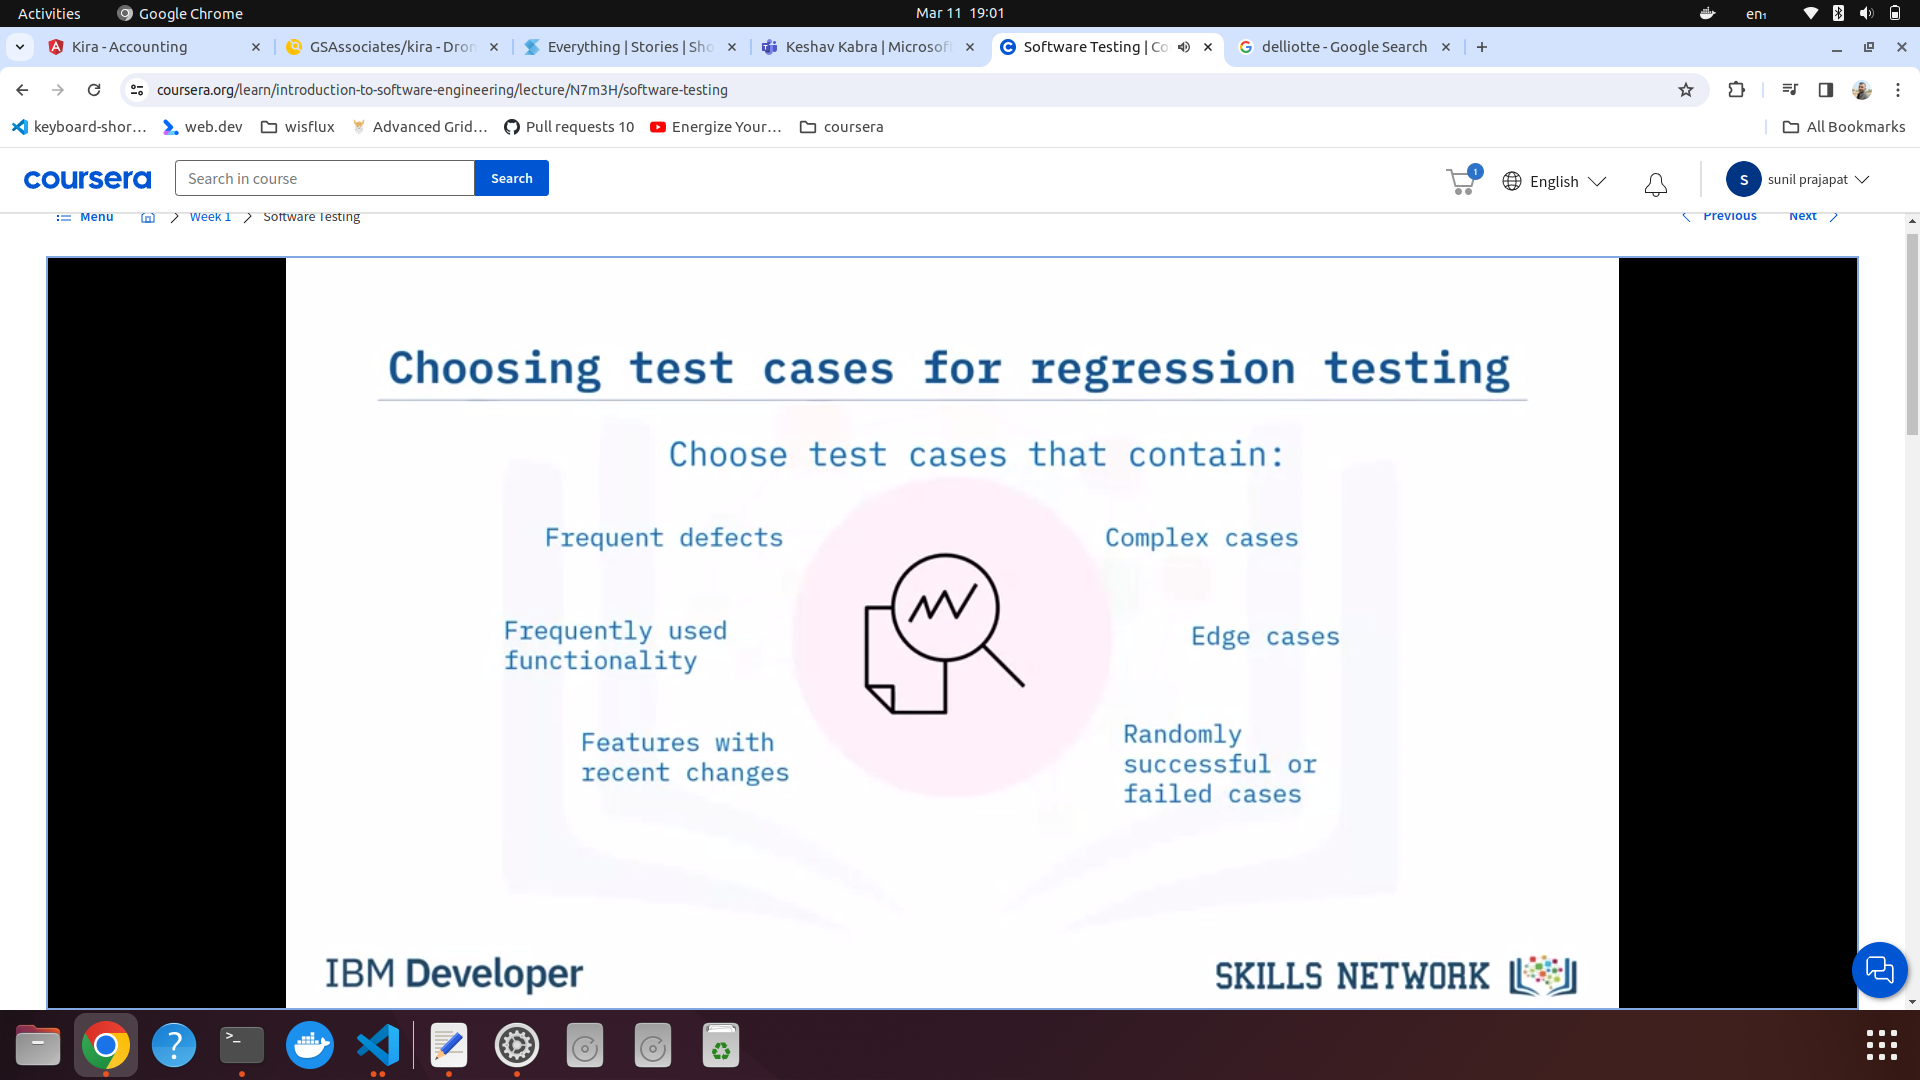 Activities
Google Chrome
Mar 11 19:01
en₁
Kira - Accounting
GSAssociates/kira - Dron
Everything | Stories | Sho
Keshav Kabra | Microsof
Software Testing | Co
delliotte - Google Search
coursera.org/learn/introduction-to-software-engineering/lecture/N7m3H/software-testing
keyboard-shor...
web.dev
wisflux
Advanced Grid...
Pull requests 10
Energize Your...
coursera
All Bookmarks
coursera
Search in course
Search
1
English
S
sunil prajapat
Menu
Week 1
Software Testing
Previous
Next
Choosing test cases for regression testing
Choose test cases that contain:
Frequent defects
Complex cases
Frequently used
functionality
Edge cases
Features with
recent changes
Randomly
successful or
failed cases
IBM Developer
SKILLS NETWORK